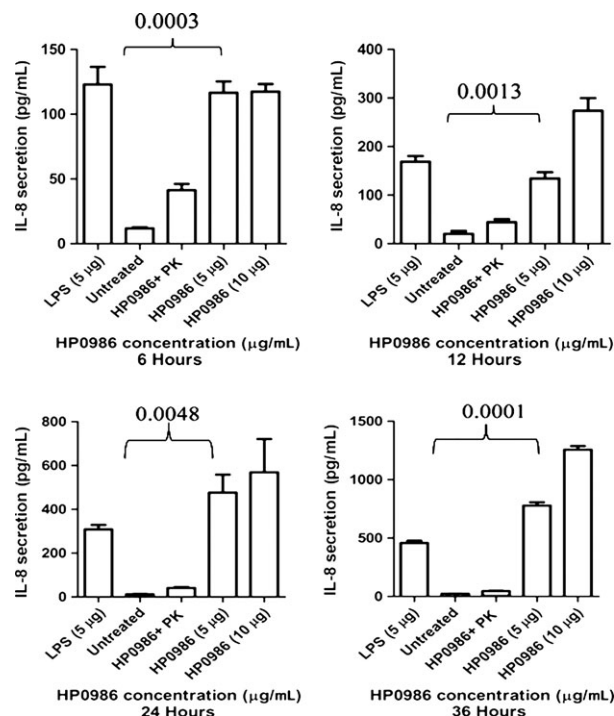 0.0003
IL-8 secretion (pg/mL)
150
100
50
0
LPS (5 µg)
Untreated
HP0986+ PK
HP0986 (5 µg)
HP0986 (10 µg)
HP0986 concentration (µg/mL)
6 Hours
0.0013
IL-8 secretion (pg/mL)
400
300
200
100
0
LPS (5 µg)
Untreated
HP0986+ PK
HP0986 (5 µg)
HP0986 (10 µg)
HP0986 concentration (µg/mL)
12 Hours
0.0048
IL-8 secretion (pg/mL)
800
600
400
200
0
LPS (5 µg)
Untreated
HP0986+ PK
HP0986 (5 µg)
HP0986 (10 µg)
HP0986 concentration (µg/mL)
24 Hours
0.0001
IL-8 secretion (pg/mL)
1500
1000
500
0
LPS (5 µg)
Untreated
HP0986+ PK
HP0986 (5 µg)
HP0986 (10 µg)
HP0986 concentration (µg/mL)
36 Hours